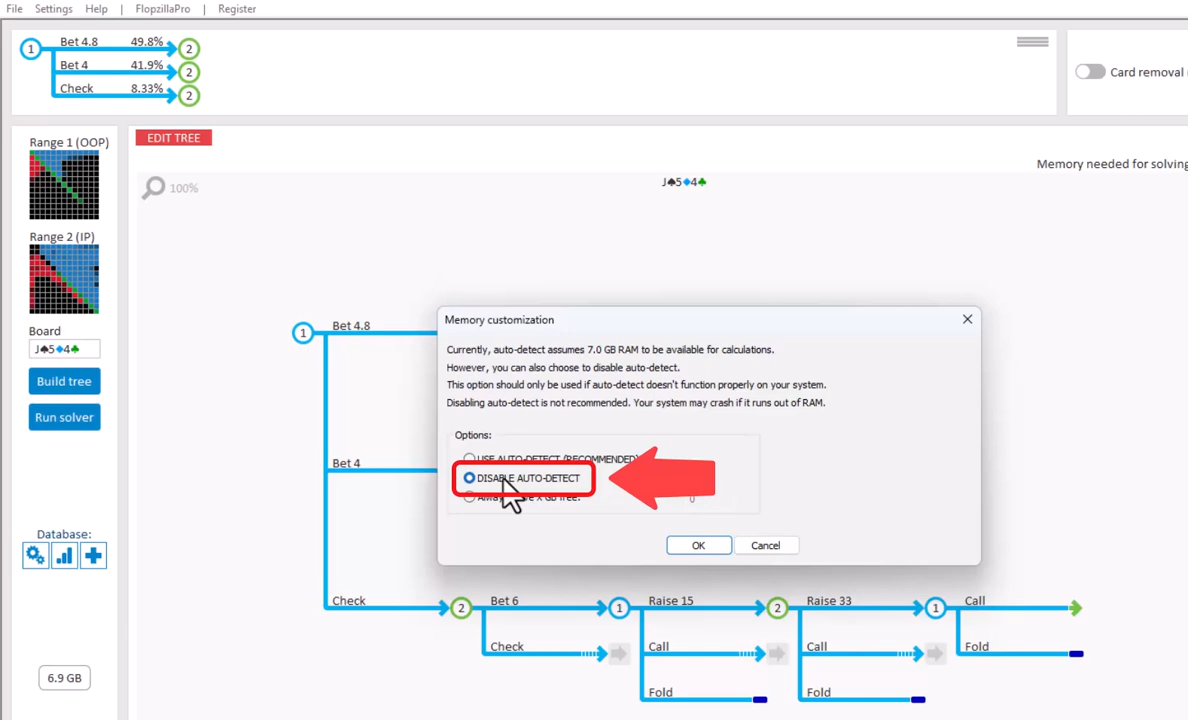 File Settings Help | FlopzillaPro | Register
Bet 4.8 49.8%
1 2
Bet 4 41.9%
2
Check 8.33%
2
Card removal
Range 1 (OOP)
EDIT TREE
Memory needed for solving
100%
J♠5♦4♣
Range 2 (IP)
Board
J♠5♦4♣
Build tree
Run solver
Database:
6.9 GB
1 Bet 4.8
Bet 4
Memory customization
Currently, auto-detect assumes 7.0 GB RAM to be available for calculations.
However, you can also choose to disable auto-detect.
This option should only be used if auto-detect doesn't function properly on your system.
Disabling auto-detect is not recommended. Your system may crash if it runs out of RAM.
Options:
USE AUTO-DETECT (RECOMMENDED)
DISABLE AUTO-DETECT
0
OK Cancel
Check 2 Bet 6 1 Raise 15 2 Raise 33 1 Call
Check Call Call Fold
Fold Fold